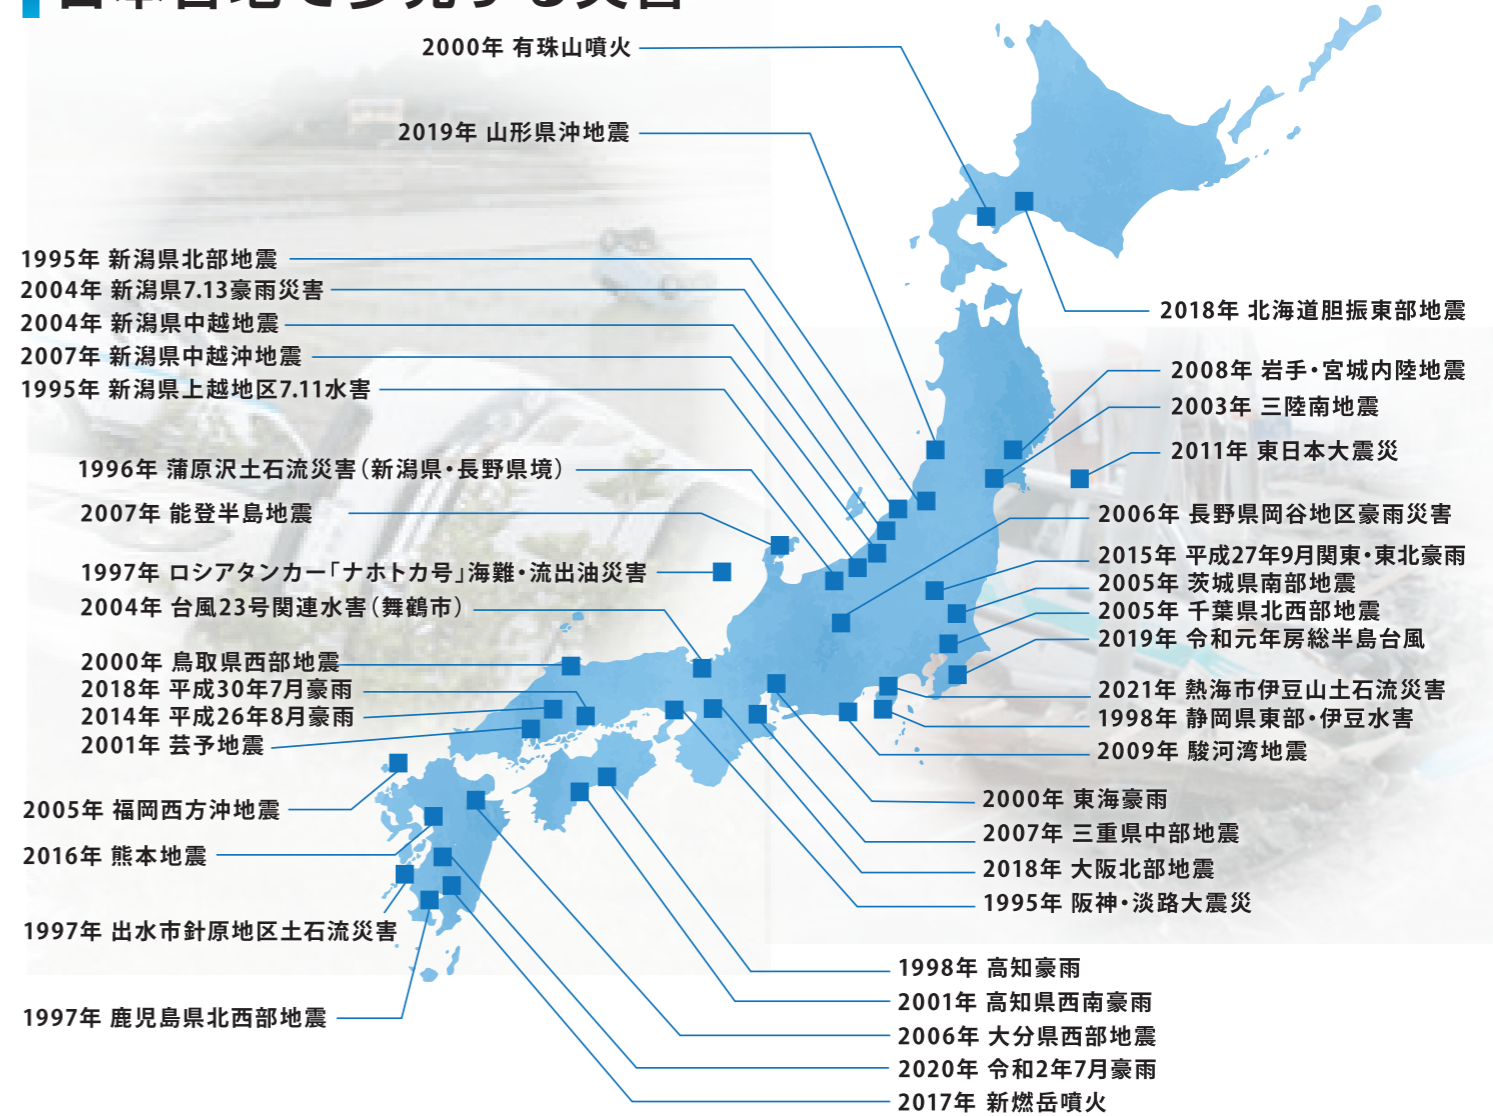 日本各地で多発する災害
2000年 有珠山噴火
2019年 山形県沖地震
1995年 新潟県北部地震
2004年 新潟県7.13豪雨災害
2004年 新潟県中越地震
2007年 新潟県中越沖地震
1995年 新潟県上越地区7.11水害
1996年 蒲原沢土石流災害（新潟県・長野県境）
2007年 能登半島地震
1997年 ロシアタンカー「ナホトカ号」海難・流出油災害
2004年 台風23号関連水害（舞鶴市）
2000年 鳥取県西部地震
2018年 平成30年7月豪雨
2014年 平成26年8月豪雨
2001年 芸予地震
2005年 福岡西方沖地震
2016年 熊本地震
1997年 出水市針原地区土石流災害
1997年 鹿児島県北西部地震
2018年 北海道胆振東部地震
2008年 岩手・宮城内陸地震
2003年 三陸南地震
2011年 東日本大震災
2006年 長野県岡谷地区豪雨災害
2015年 平成27年9月関東・東北豪雨
2005年 茨城県南部地震
2005年 千葉県北西部地震
2019年 令和元年房総半島台風
2021年 熱海市伊豆山土石流災害
1998年 静岡県東部・伊豆水害
2009年 駿河湾地震
2000年 東海豪雨
2007年 三重県中部地震
2018年 大阪北部地震
1995年 阪神・淡路大震災
1998年 高知豪雨
2001年 高知県西南豪雨
2006年 大分県西部地震
2020年 令和2年7月豪雨
2017年 新燃岳噴火